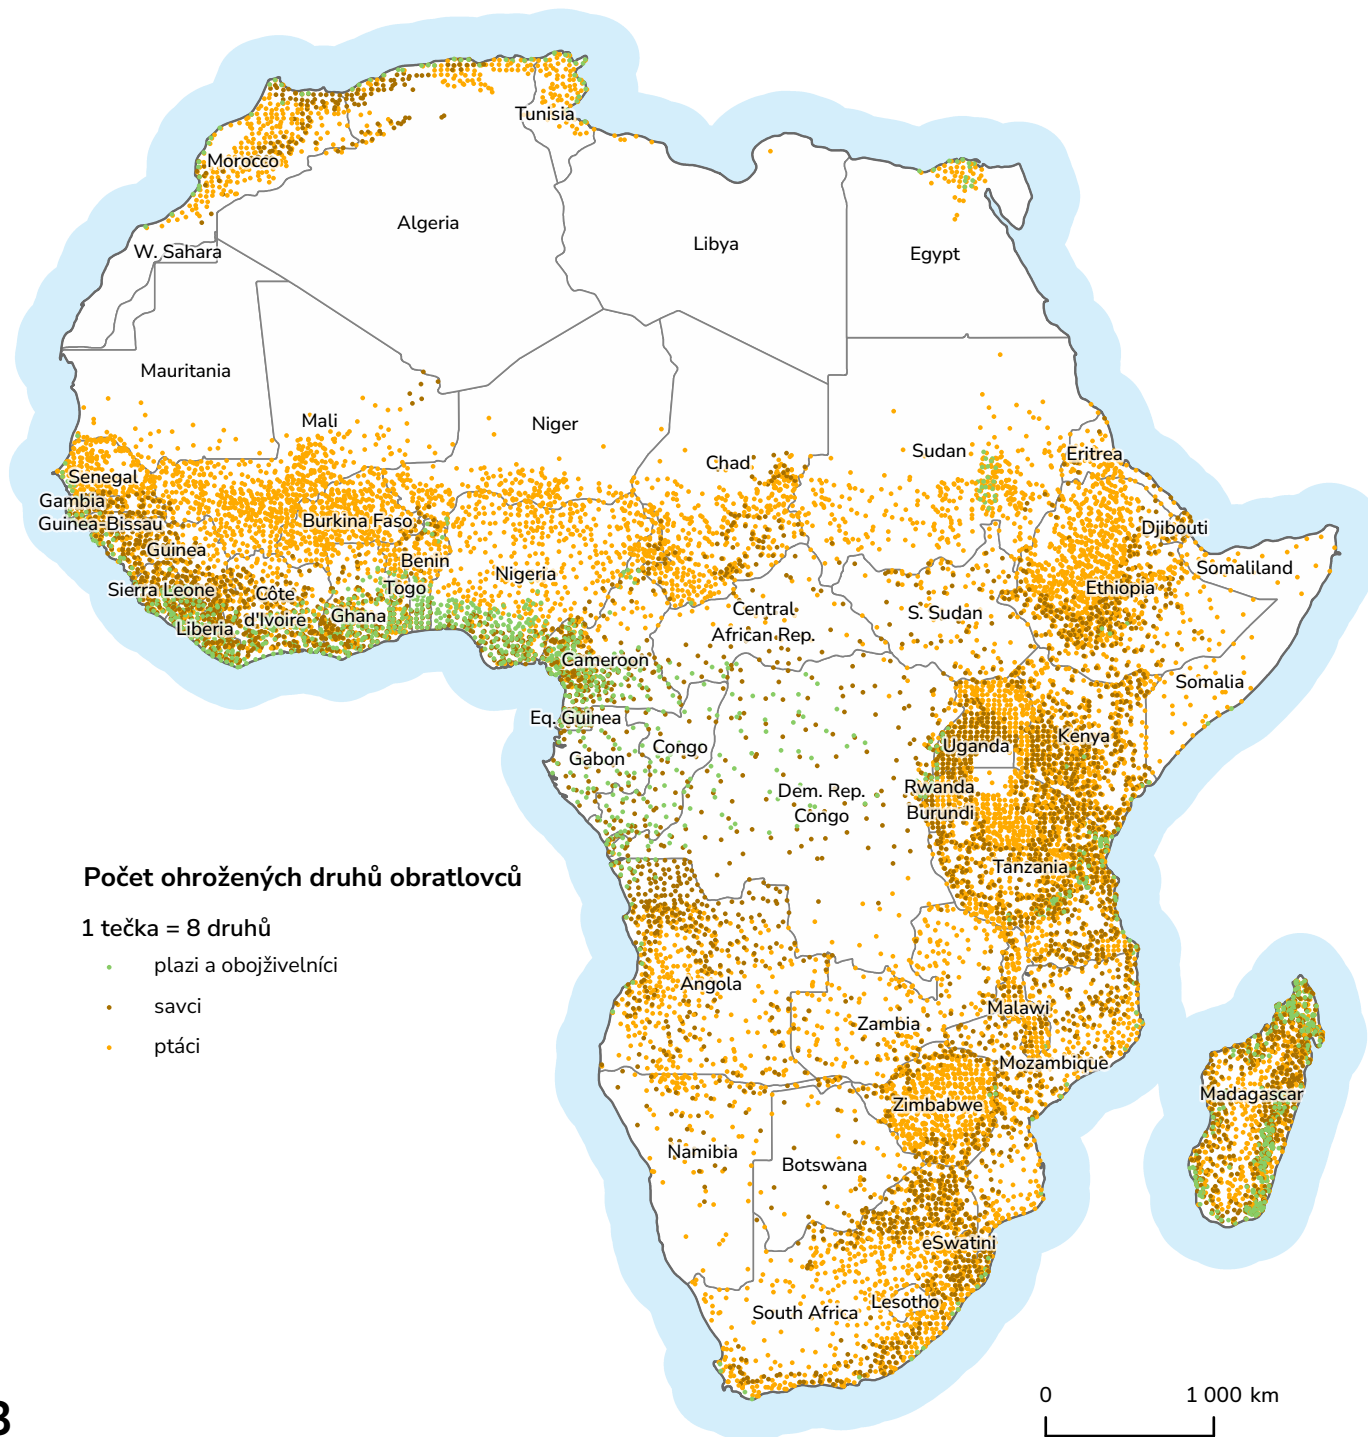 Tunisia
Morocco
Algeria
Libya
Egypt
W. Sahara
Mauritania
Mali
Niger
Chad
Sudan
Eritrea
Senegal
Gambia
Guinea-Bissau
Burkina Faso
Djibouti
Guinea
Benin
Nigeria
Somaliland
Sierra Leone
Côte
d'Ivoire
Togo
Ethiopia
Ghana
Liberia
Central
African Rep.
S. Sudan
Cameroon
Somalia
Eq. Guinea
Gabon
Congo
Uganda
Kenya
Dem. Rep.
Congo
Rwanda
Burundi
Tanzania
Počet ohrožených druhů obratlovců
1 tečka = 8 druhů
plazi a obojživelníci
savci
ptáci
Angola
Zambia
Malawi
Mozambique
Madagascar
Zimbabwe
Namibia
Botswana
eSwatini
Lesotho
South Africa
0 1 000 km
B